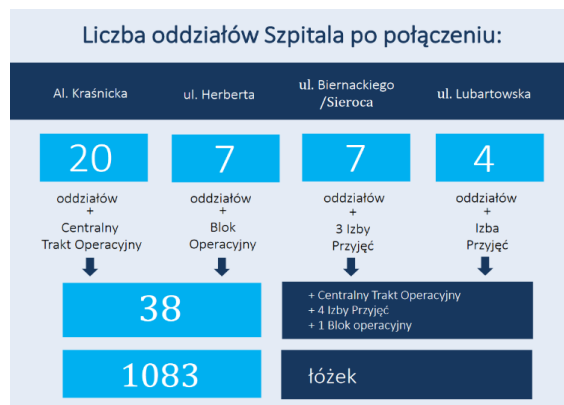 Liczba oddziałów Szpitala po połączeniu:
Al. Kraśnicka
ul. Herberta
ul. Biernackiego
/Sieroca
ul. Lubartowska
20
7
7
4
oddziałów
+
Centralny
Trakt Operacyjny
oddziałów
+
Blok
Operacyjny
oddziałów
+
3 Izby
Przyjęć
oddziałów
+
Izba
Przyjęć
38
+ Centralny Trakt Operacyjny
+ 4 Izby Przyjęć
+ 1 Blok operacyjny
1083
łóżek